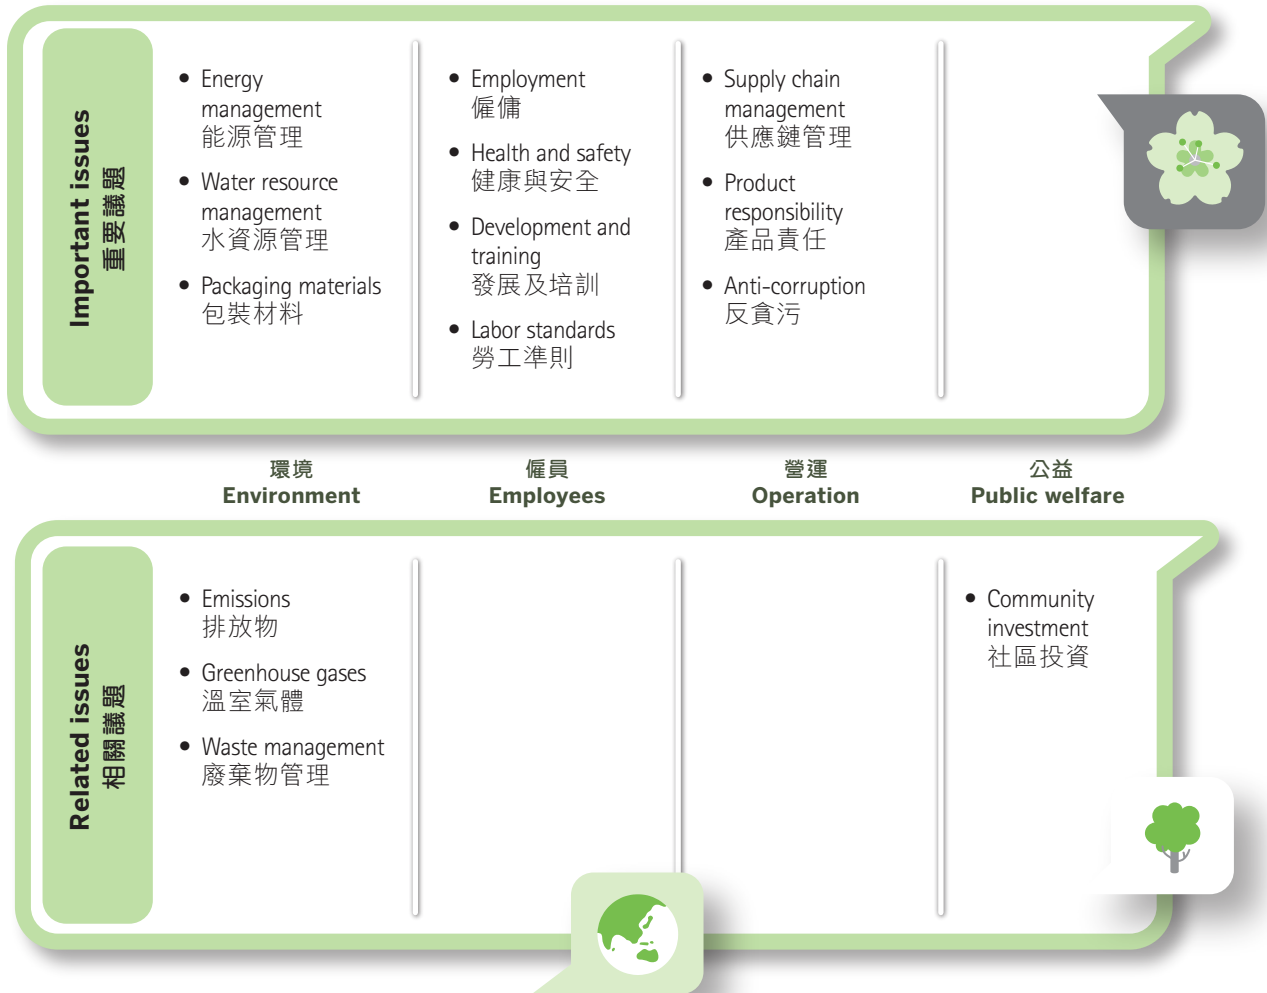 Important issues
重要議題
• Energy
management
能源管理
• Water resource
management
水資源管理
• Packaging materials
包裝材料
• Employment
僱傭
• Health and safety
健康與安全
• Development and
training
發展及培訓
• Labor standards
勞工準則
• Supply chain
management
供應鏈管理
• Product
responsibility
產品責任
• Anti-corruption
反貪污
環境
Environment
僱員
Employees
營運
Operation
公益
Public welfare
Related issues
相關議題
• Emissions
排放物
• Greenhouse gases
溫室氣體
• Waste management
廢棄物管理
• Community
investment
社區投資